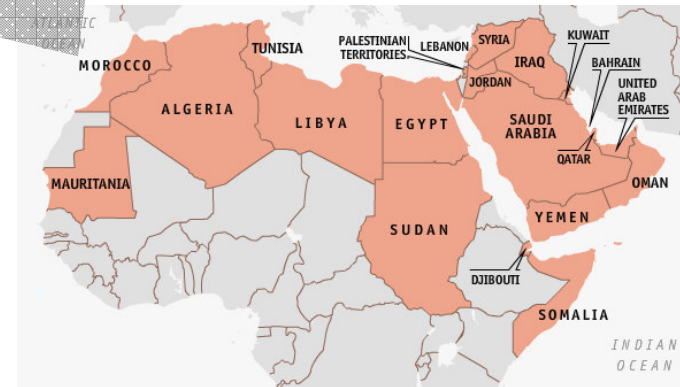 ATLANTIC
OCEAN
MOROCCO
TUNISIA
PALESTINIAN
TERRITORIES
LEBANON
SYRIA
KUWAIT
IRAQ
BAHRAIN
JORDAN
UNITED
ARAB
EMIRATES
ALGERIA
LIBYA
EGYPT
SAUDI
ARABIA
QATAR
MAURITANIA
OMAN
YEMEN
SUDAN
DJIBOUTI
SOMALIA
INDIAN
OCEAN